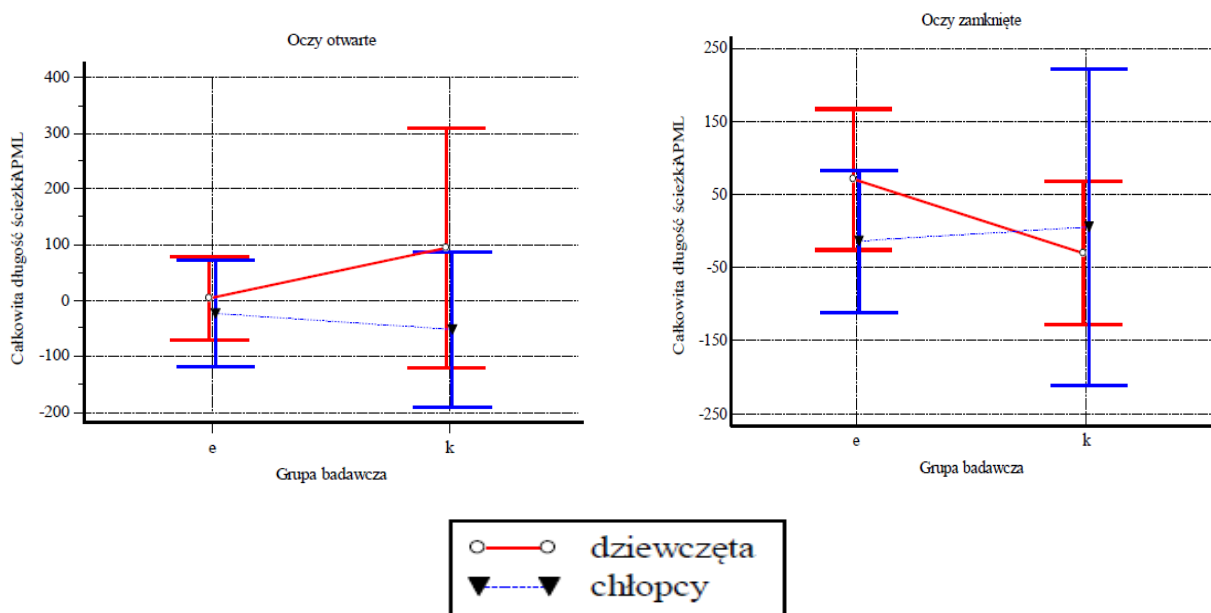 Oczy otwarte
400
300
200
100
0
-100
-200
Całkowita długość ścieżkiAPML
e
k
Grupa badawcza
Oczy zamknięte
250
150
50
-50
-150
-250
Całkowita długość ścieżkiAPML
e
k
Grupa badawcza
dziewczęta
chłopcy